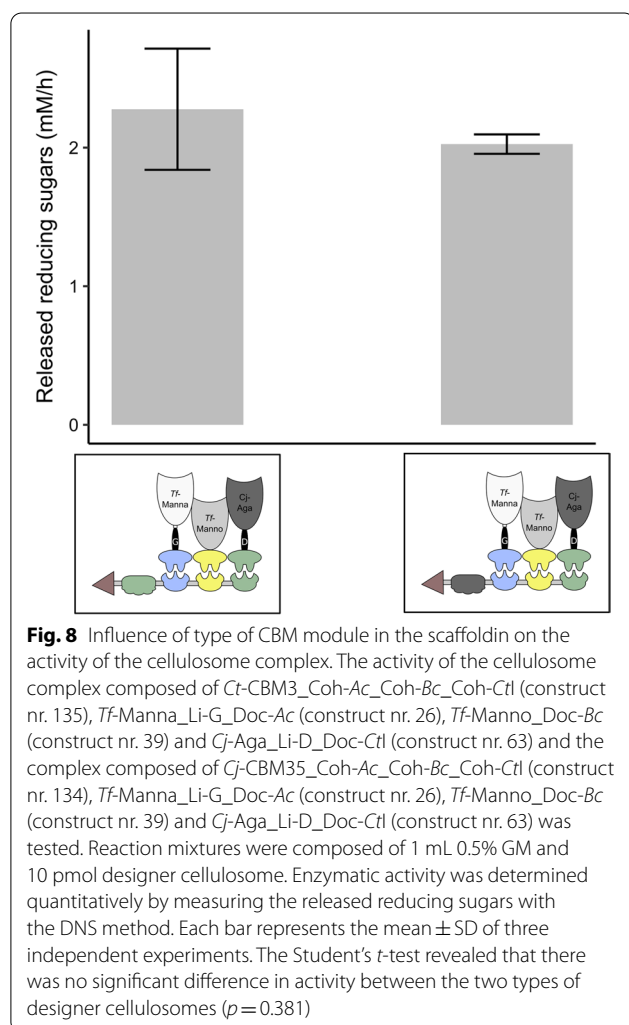 Released reducing sugars (mM/h)
2
1
0
Tf-
Manna
Tf-
Manno
Cj-
Aga
G
D
Tf-
Manna
Tf-
Manno
Cj-
Aga
G
D
Fig. 8 Influence of type of CBM module in the scaffoldin on the
activity of the cellulosome complex. The activity of the cellulosome
complex composed of Ct-CBM3_Coh-Ac_Coh-Bc_Coh-CtI (construct
nr. 135), Tf-Manna_Li-G_Doc-Ac (construct nr. 26), Tf-Manno_Doc-Bc
(construct nr. 39) and Cj-Aga_Li-D_Doc-CtI (construct nr. 63) and the
complex composed of Cj-CBM35_Coh-Ac_Coh-Bc_Coh-CtI (construct
nr. 134), Tf-Manna_Li-G_Doc-Ac (construct nr. 26), Tf-Manno_Doc-Bc
(construct nr. 39) and Cj-Aga_Li-D_Doc-CtI (construct nr. 63) was
tested. Reaction mixtures were composed of 1 mL 0.5% GM and
10 pmol designer cellulosome. Enzymatic activity was determined
quantitatively by measuring the released reducing sugars with
the DNS method. Each bar represents the mean ± SD of three
independent experiments. The Student's t-test revealed that there
was no significant difference in activity between the two types of
designer cellulosomes (p = 0.381)